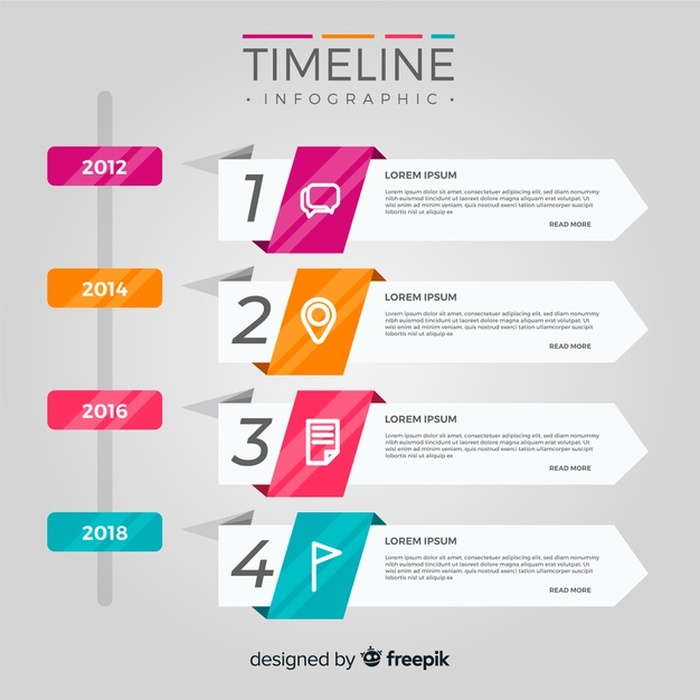 TIMELINE
• INFOGRAPHIC •
2012
1
LOREM IPSUM
Lorem ipsum dolor sit amet, consectetur adipiscing elit, sed diam nonummy
nibh euismod tincidunt ut laoreet dolore magna aliquam erat volutpat. Ut
wisi enim ad minim veniam, quis nostrud exerci tation ullamcorper suscipit
lobortis nisl ut aliquip ex
READ MORE
2014
2
LOREM IPSUM
Lorem ipsum dolor sit amet, consectetur adipiscing elit, sed diam nonummy
nibh euismod tincidunt ut laoreet dolore magna aliquam erat volutpat. Ut
wisi enim ad minim veniam, quis nostrud exerci tation ullamcorper suscipit
lobortis nisl ut aliquip ex
READ MORE
2016
3
LOREM IPSUM
Lorem ipsum dolor sit amet, consectetur adipiscing elit, sed diam nonummy
nibh euismod tincidunt ut laoreet dolore magna aliquam erat volutpat. Ut
wisi enim ad minim veniam, quis nostrud exerci tation ullamcorper suscipit
lobortis nisl ut aliquip ex
READ MORE
2018
4
LOREM IPSUM
Lorem ipsum dolor sit amet, consectetur adipiscing elit, sed diam nonummy
nibh euismod tincidunt ut laoreet dolore magna aliquam erat volutpat. Ut
wisi enim ad minim veniam, quis nostrud exerci tation ullamcorper suscipit
lobortis nisl ut aliquip ex
READ MORE
designed by freepik